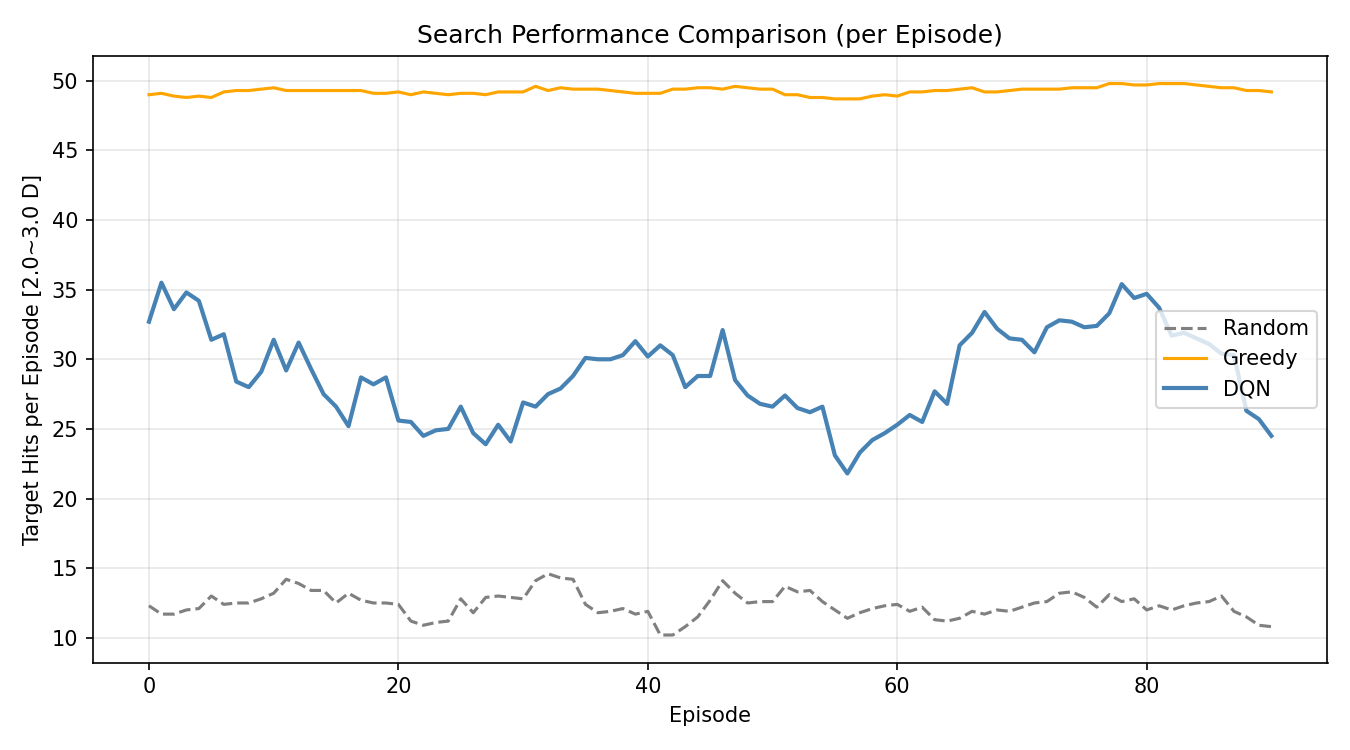 Search Performance Comparison (per Episode)
Target Hits per Episode [2.0~3.0 D]
50
45
40
35
30
25
20
15
10
Random
Greedy
DQN
0
20
40
60
80
Episode